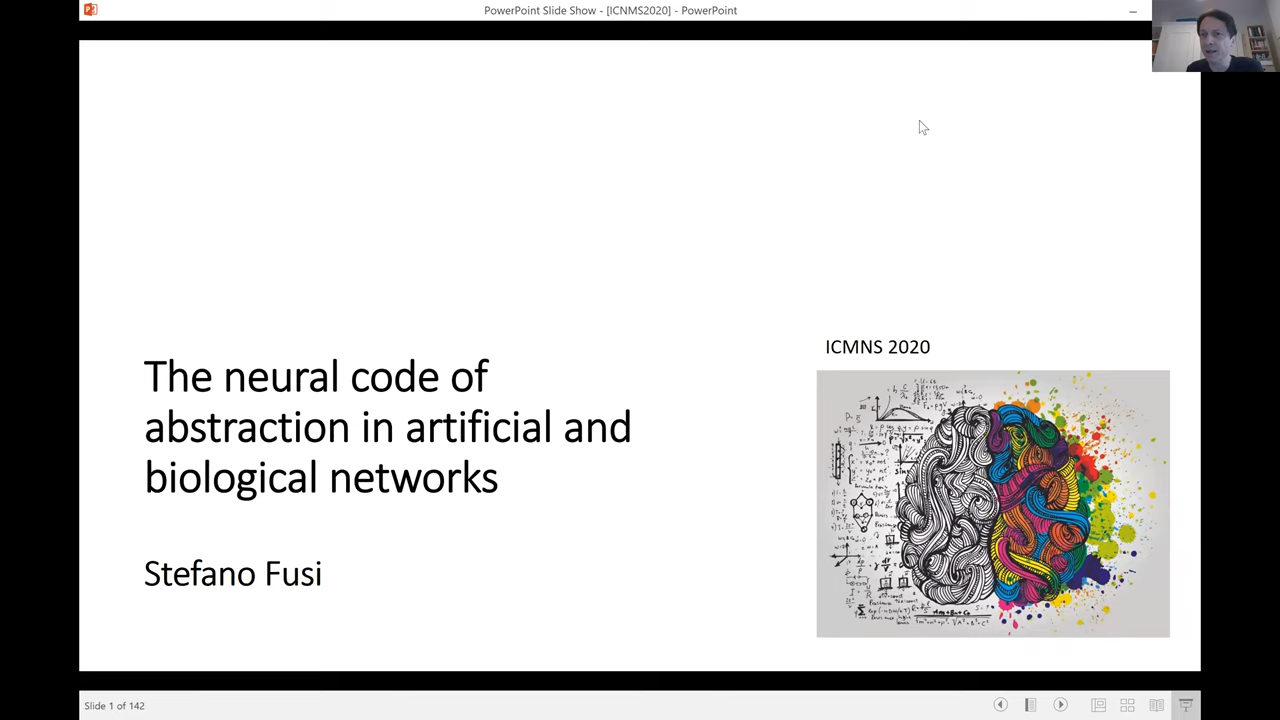 PowerPoint Slide Show - [ICNMS2020] - PowerPoint
ICMNS 2020
The neural code of
abstraction in artificial and
biological networks
Stefano Fusi
Slide 1 of 142